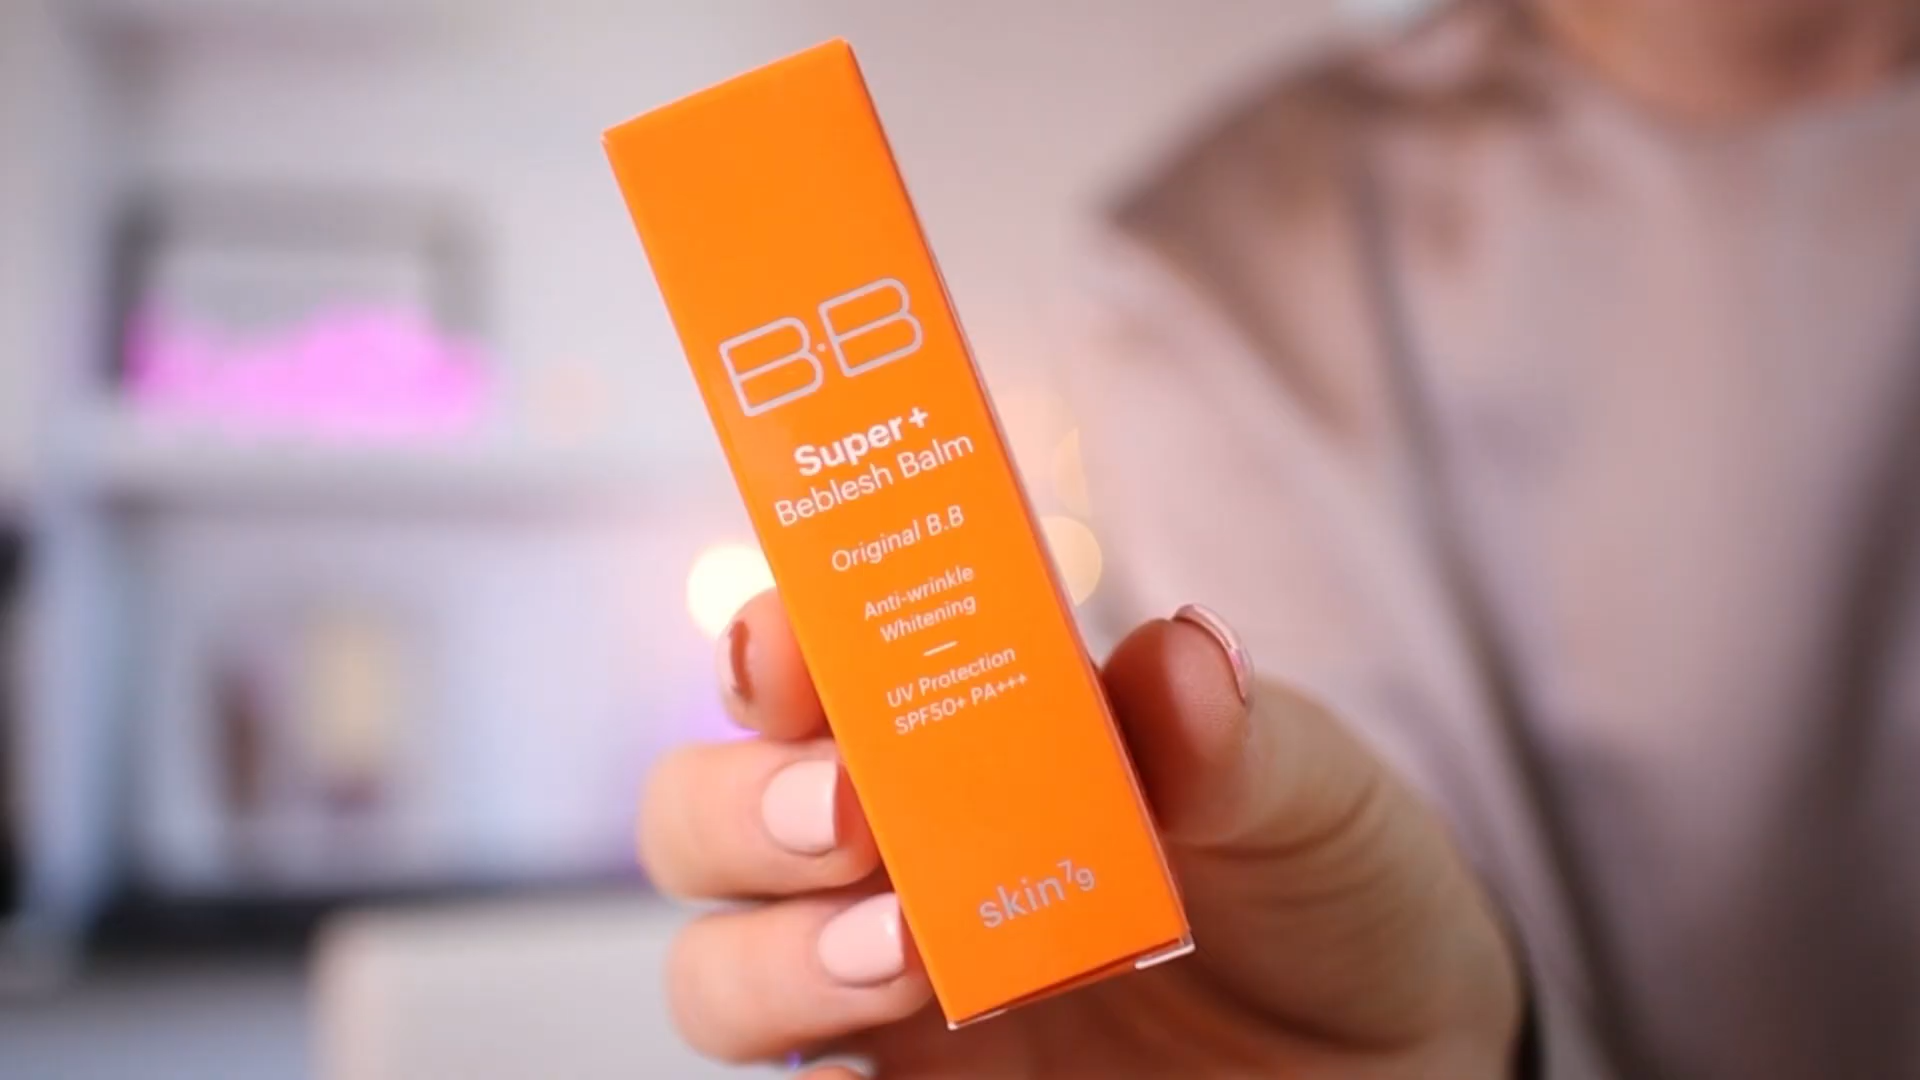 B·B
Super+
Beblesh Balm
Original B.B
Anti-wrinkle
Whitening
UV Protection
SPF50+ PA+++
skin79